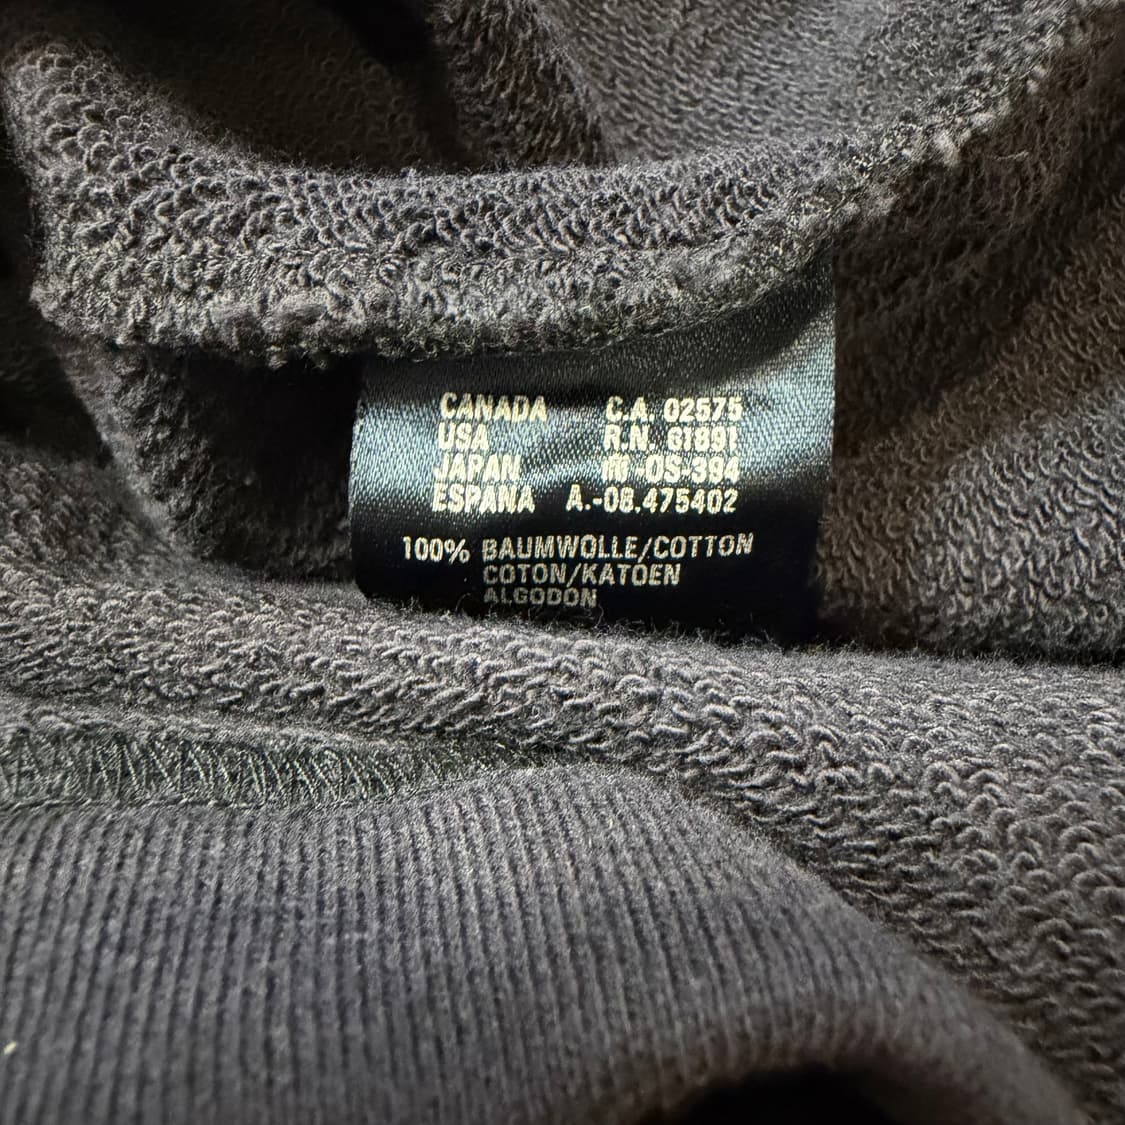 CANADA C.A. 02575
USA R.N. 61891
JAPAN -OS-394
ESPANA A.-08.475402
100% BAUMWOLLE/COTTON
COTON/KATOEN
ALGODON